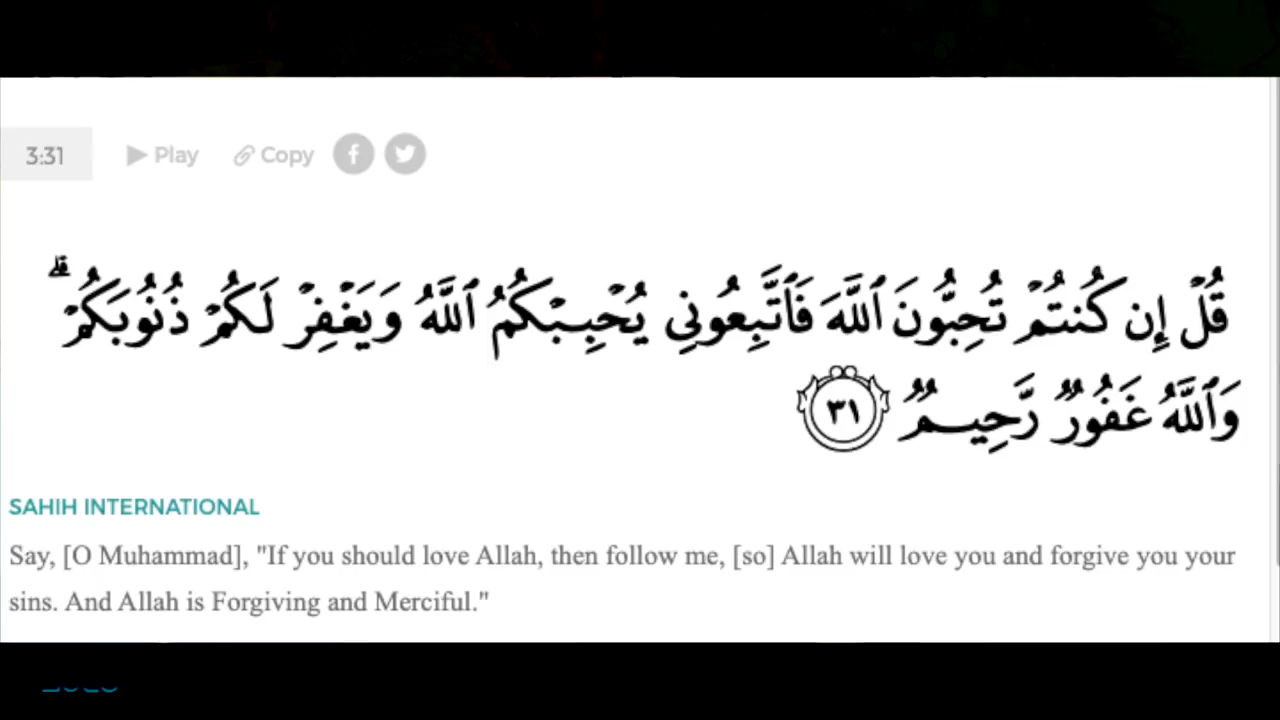 3:31 Play Copy
قُلْ إِن كُنتُمْ تُحِبُّونَ ٱللَّهَ فَٱتَّبِعُونِى يُحْبِبْكُمُ ٱللَّهُ وَيَغْفِرْ لَكُمْ ذُنُوبَكُمْ ۗ
وَٱللَّهُ غَفُورٌ رَّحِيمٌ ٣١
SAHIH INTERNATIONAL
Say, [O Muhammad], "If you should love Allah, then follow me, [so] Allah will love you and forgive you your
sins. And Allah is Forgiving and Merciful."